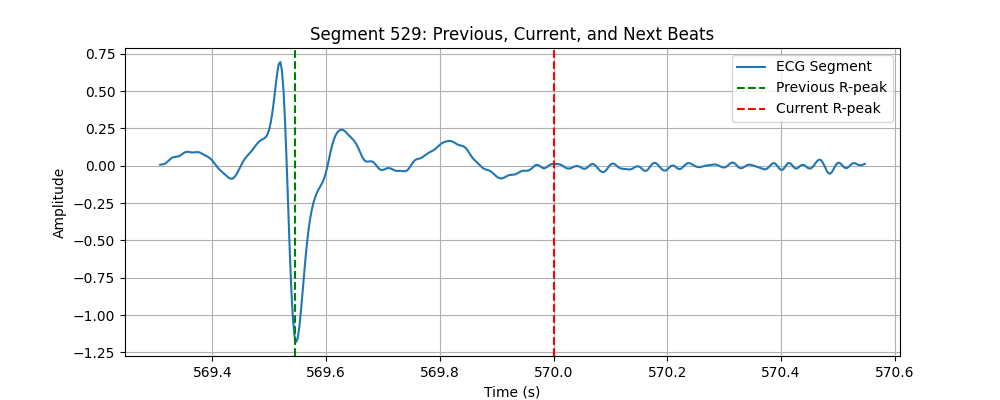 Segment 529: Previous, Current, and Next Beats
0.75
0.50
0.25
0.00
−0.25
−0.50
−0.75
−1.00
−1.25
Amplitude
ECG Segment
Previous R-peak
Current R-peak
569.4 569.6 569.8 570.0 570.2 570.4 570.6
Time (s)